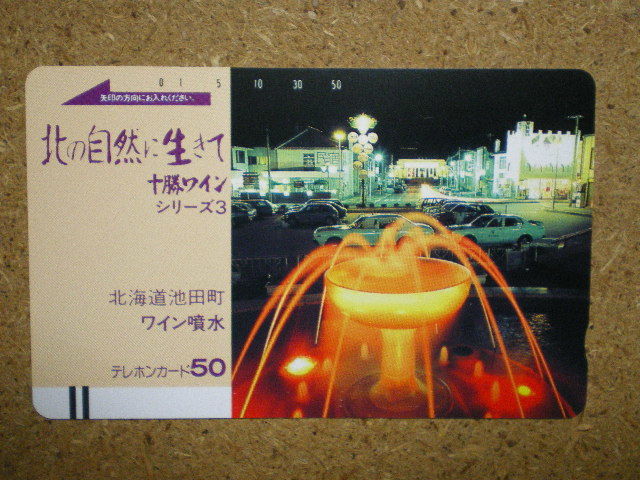 0 1 5 10 30 50
矢印の方向にお入れください。
北の自然に生きて
十勝ワイン
シリーズ3
北海道池田町
ワイン噴水
テレホンカード50